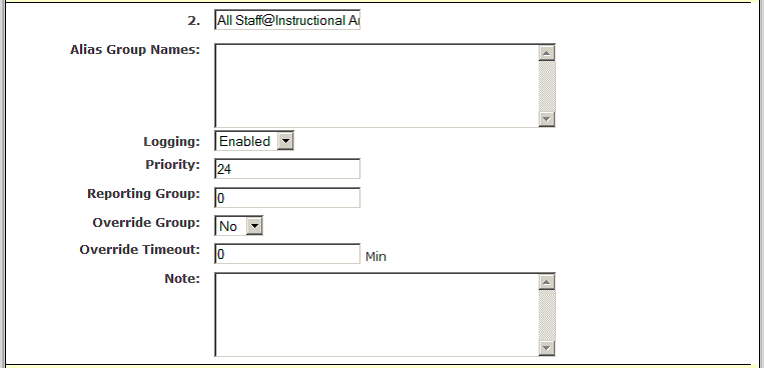 2. All Staff@Instructional
Alias Group Names:
Logging: Enabled
Priority: 24
Reporting Group: 0
Override Group: No
Override Timeout: 0 Min
Note: